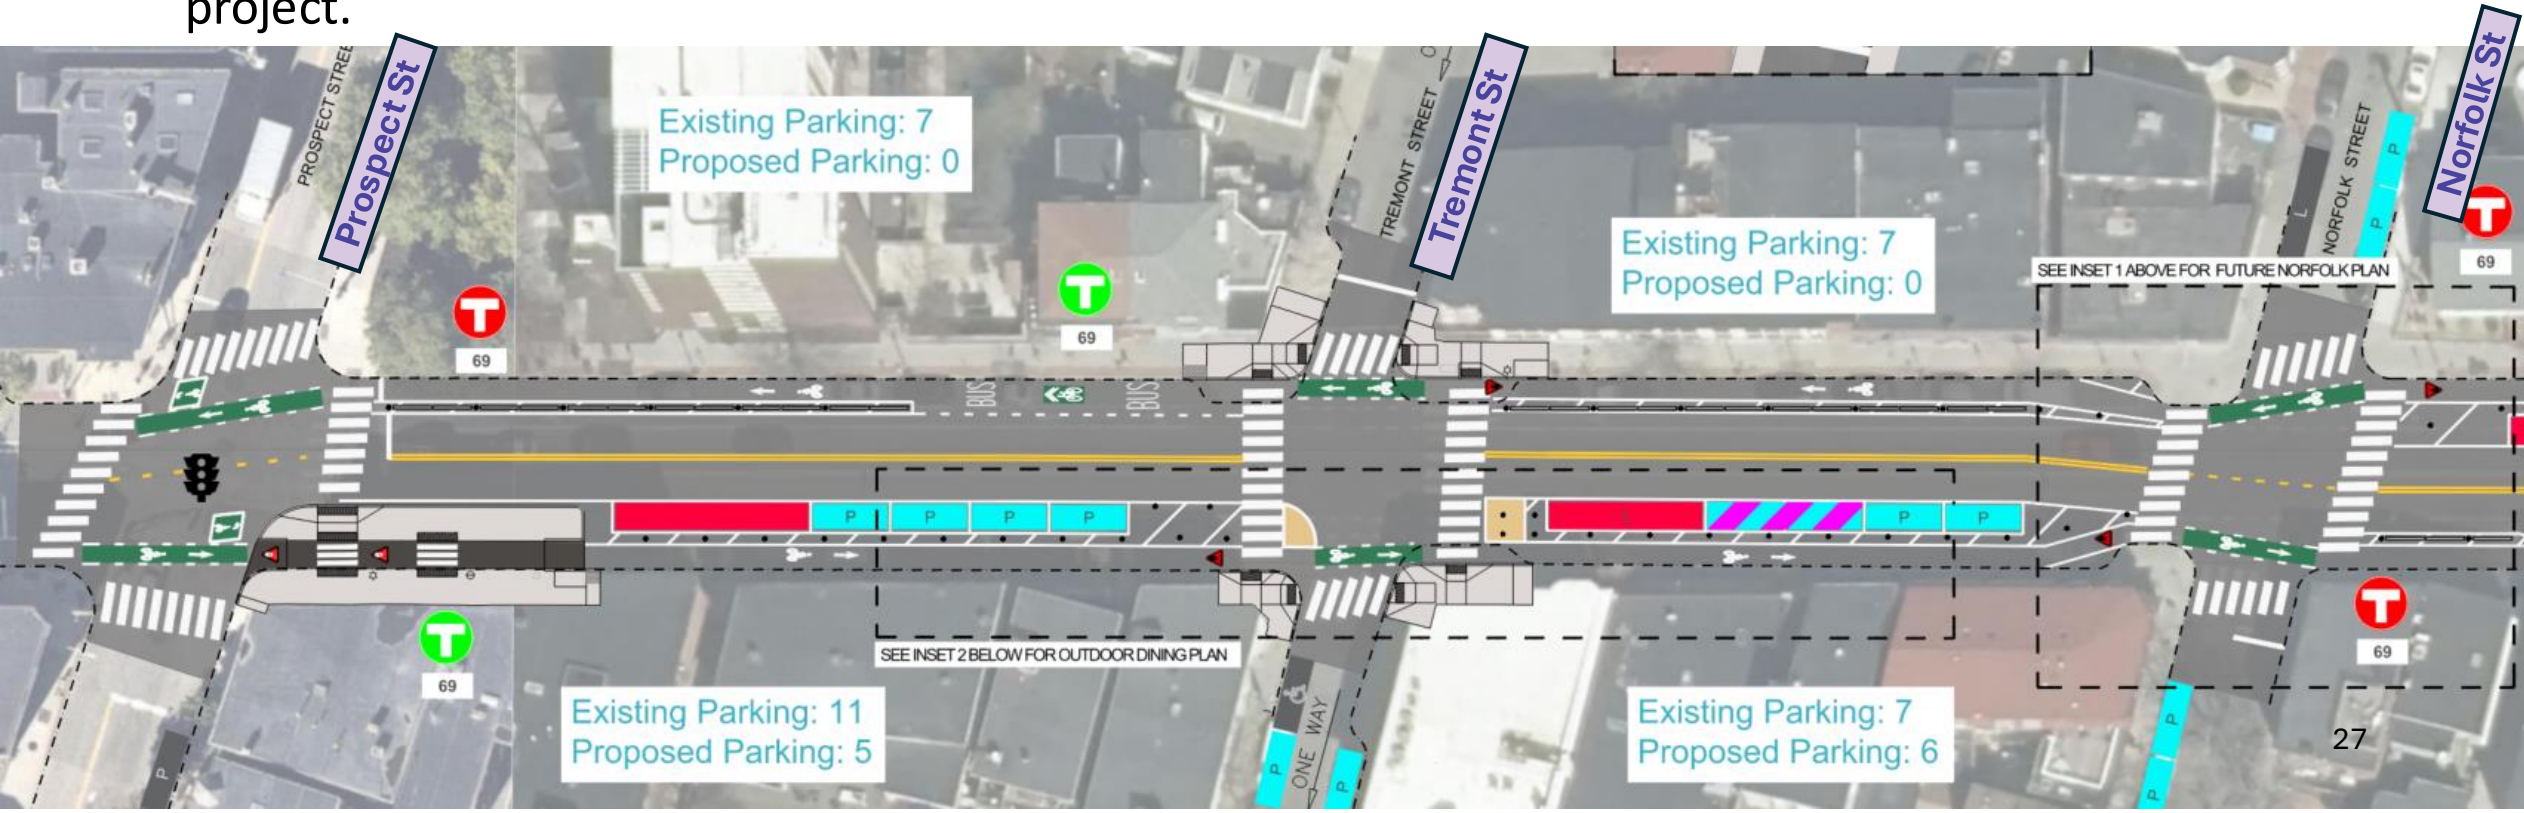 project.
PROSPECT STREE
Prospect St
Existing Parking: 7
Proposed Parking: 0
TREMONT STREET
Tremont St
Existing Parking: 7
Proposed Parking: 0
L
NORFOLK STREET
P
P
Norfolk St
T
69
SEE INSET 1 ABOVE FOR FUTURE NORFOLK PLAN
T
69
T
69
BUS
BUS
P
P
P
P
P
P
T
69
SEE INSET 2 BELOW FOR OUTDOOR DINING PLAN
T
69
Existing Parking: 11
Proposed Parking: 5
Existing Parking: 7
Proposed Parking: 6
ONE WAY
P
P
P
P
P
27